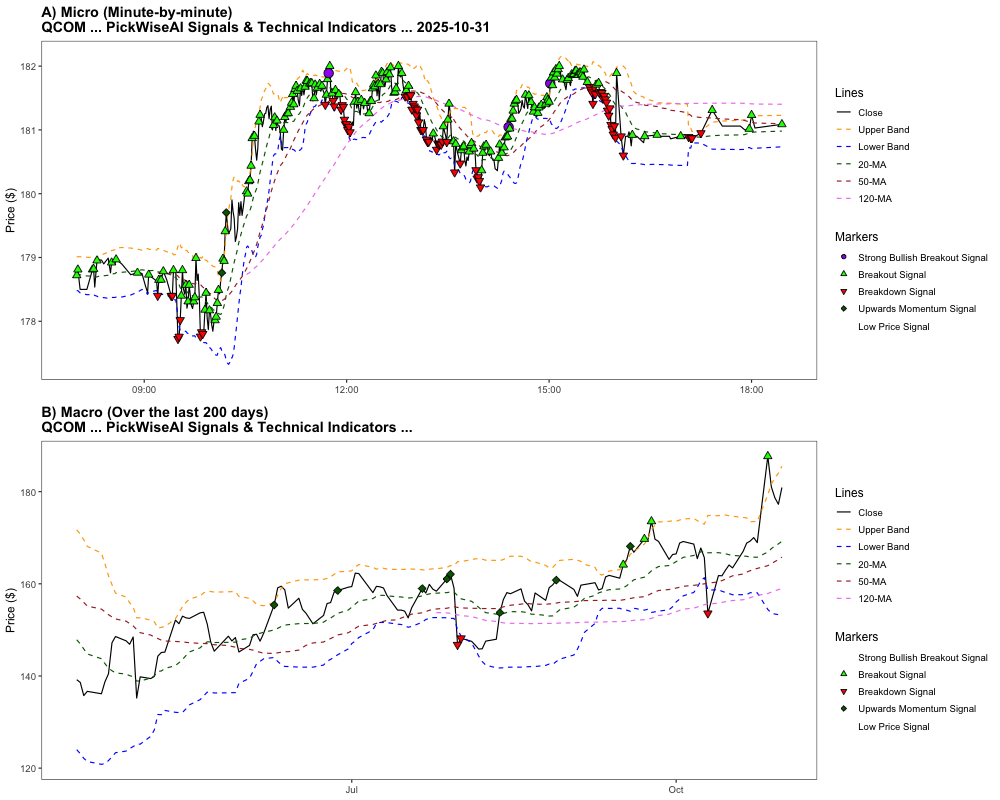 A) Micro (Minute-by-minute)
QCOM ... PickWiseAI Signals & Technical Indicators ... 2025-10-31
Price ($)
182
181
180
179
178
09:00
12:00
15:00
18:00
Lines
Close
Upper Band
Lower Band
20-MA
50-MA
120-MA
Markers
Strong Bullish Breakout Signal
Breakout Signal
Breakdown Signal
Upwards Momentum Signal
Low Price Signal
B) Macro (Over the last 200 days)
QCOM ... PickWiseAI Signals & Technical Indicators ...
Price ($)
180
160
140
120
Jul
Oct
Lines
Close
Upper Band
Lower Band
20-MA
50-MA
120-MA
Markers
Strong Bullish Breakout Signal
Breakout Signal
Breakdown Signal
Upwards Momentum Signal
Low Price Signal